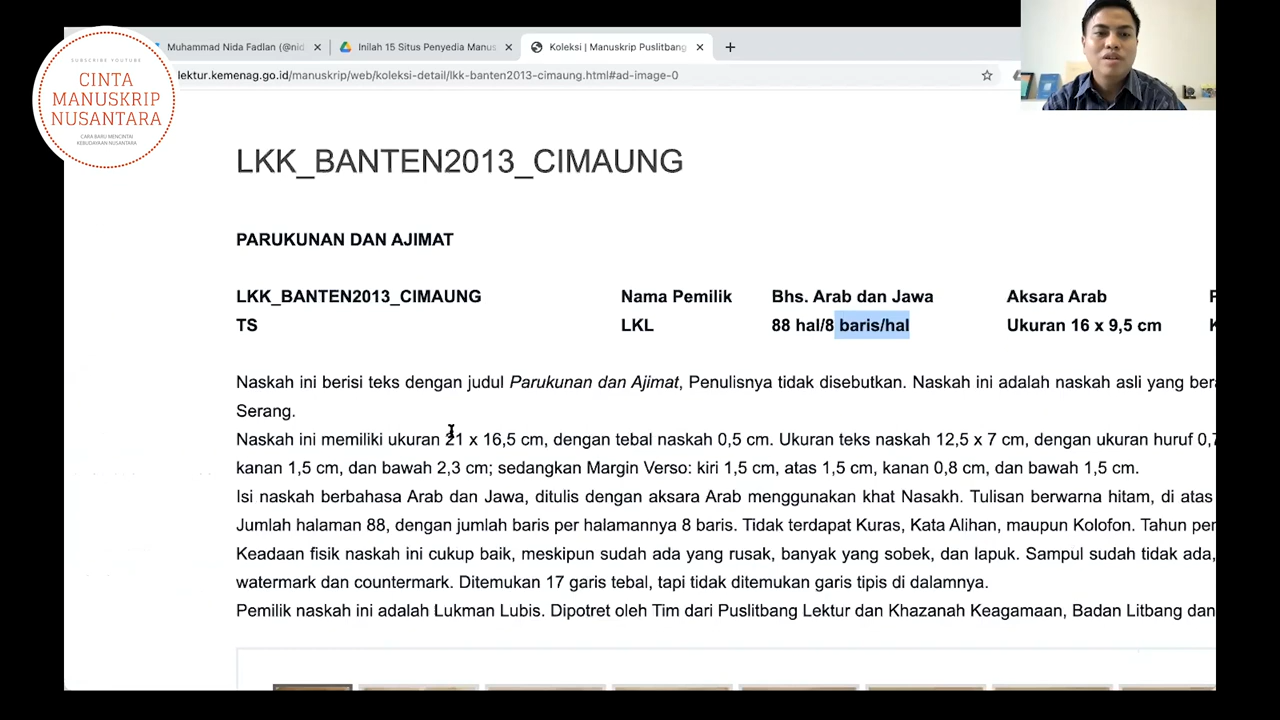 SUBSCRIBE YOUTUBE
CINTA
MANUSKRIP
NUSANTARA
CARA BARU MENCINTAI
KEBUDAYAAN NUSANTARA
Muhammad Nida Fadlan (@nid
Inilah 15 Situs Penyedia Manus
Koleksi | Manuskrip Puslitbang
lektur.kemenag.go.id/manuskrip/web/koleksi-detail/lkk-banten2013-cimaung.html#ad-image-0
LKK_BANTEN2013_CIMAUNG
PARUKUNAN DAN AJIMAT
LKK_BANTEN2013_CIMAUNG Nama Pemilik Bhs. Arab dan Jawa Aksara Arab
TS LKL 88 hal/8 baris/hal Ukuran 16 x 9,5 cm
Naskah ini berisi teks dengan judul Parukunan dan Ajimat, Penulisnya tidak disebutkan. Naskah ini adalah naskah asli yang ber
Serang.
Naskah ini memiliki ukuran 21 x 16,5 cm, dengan tebal naskah 0,5 cm. Ukuran teks naskah 12,5 x 7 cm, dengan ukuran huruf 0,7
kanan 1,5 cm, dan bawah 2,3 cm; sedangkan Margin Verso: kiri 1,5 cm, atas 1,5 cm, kanan 0,8 cm, dan bawah 1,5 cm.
Isi naskah berbahasa Arab dan Jawa, ditulis dengan aksara Arab menggunakan khat Nasakh. Tulisan berwarna hitam, di atas
Jumlah halaman 88, dengan jumlah baris per halamannya 8 baris. Tidak terdapat Kuras, Kata Alihan, maupun Kolofon. Tahun per
Keadaan fisik naskah ini cukup baik, meskipun sudah ada yang rusak, banyak yang sobek, dan lapuk. Sampul sudah tidak ada,
watermark dan countermark. Ditemukan 17 garis tebal, tapi tidak ditemukan garis tipis di dalamnya.
Pemilik naskah ini adalah Lukman Lubis. Dipotret oleh Tim dari Puslitbang Lektur dan Khazanah Keagamaan, Badan Litbang dan